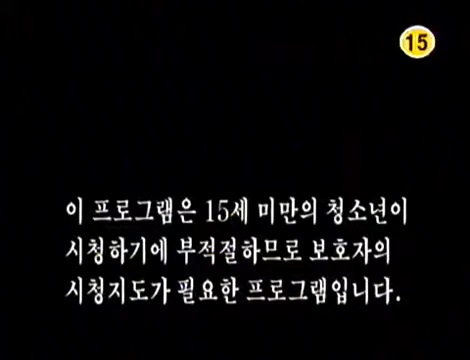 15
이 프로그램은 15세 미만의 청소년이
시청하기에 부적절하므로 보호자의
시청지도가 필요한 프로그램입니다.